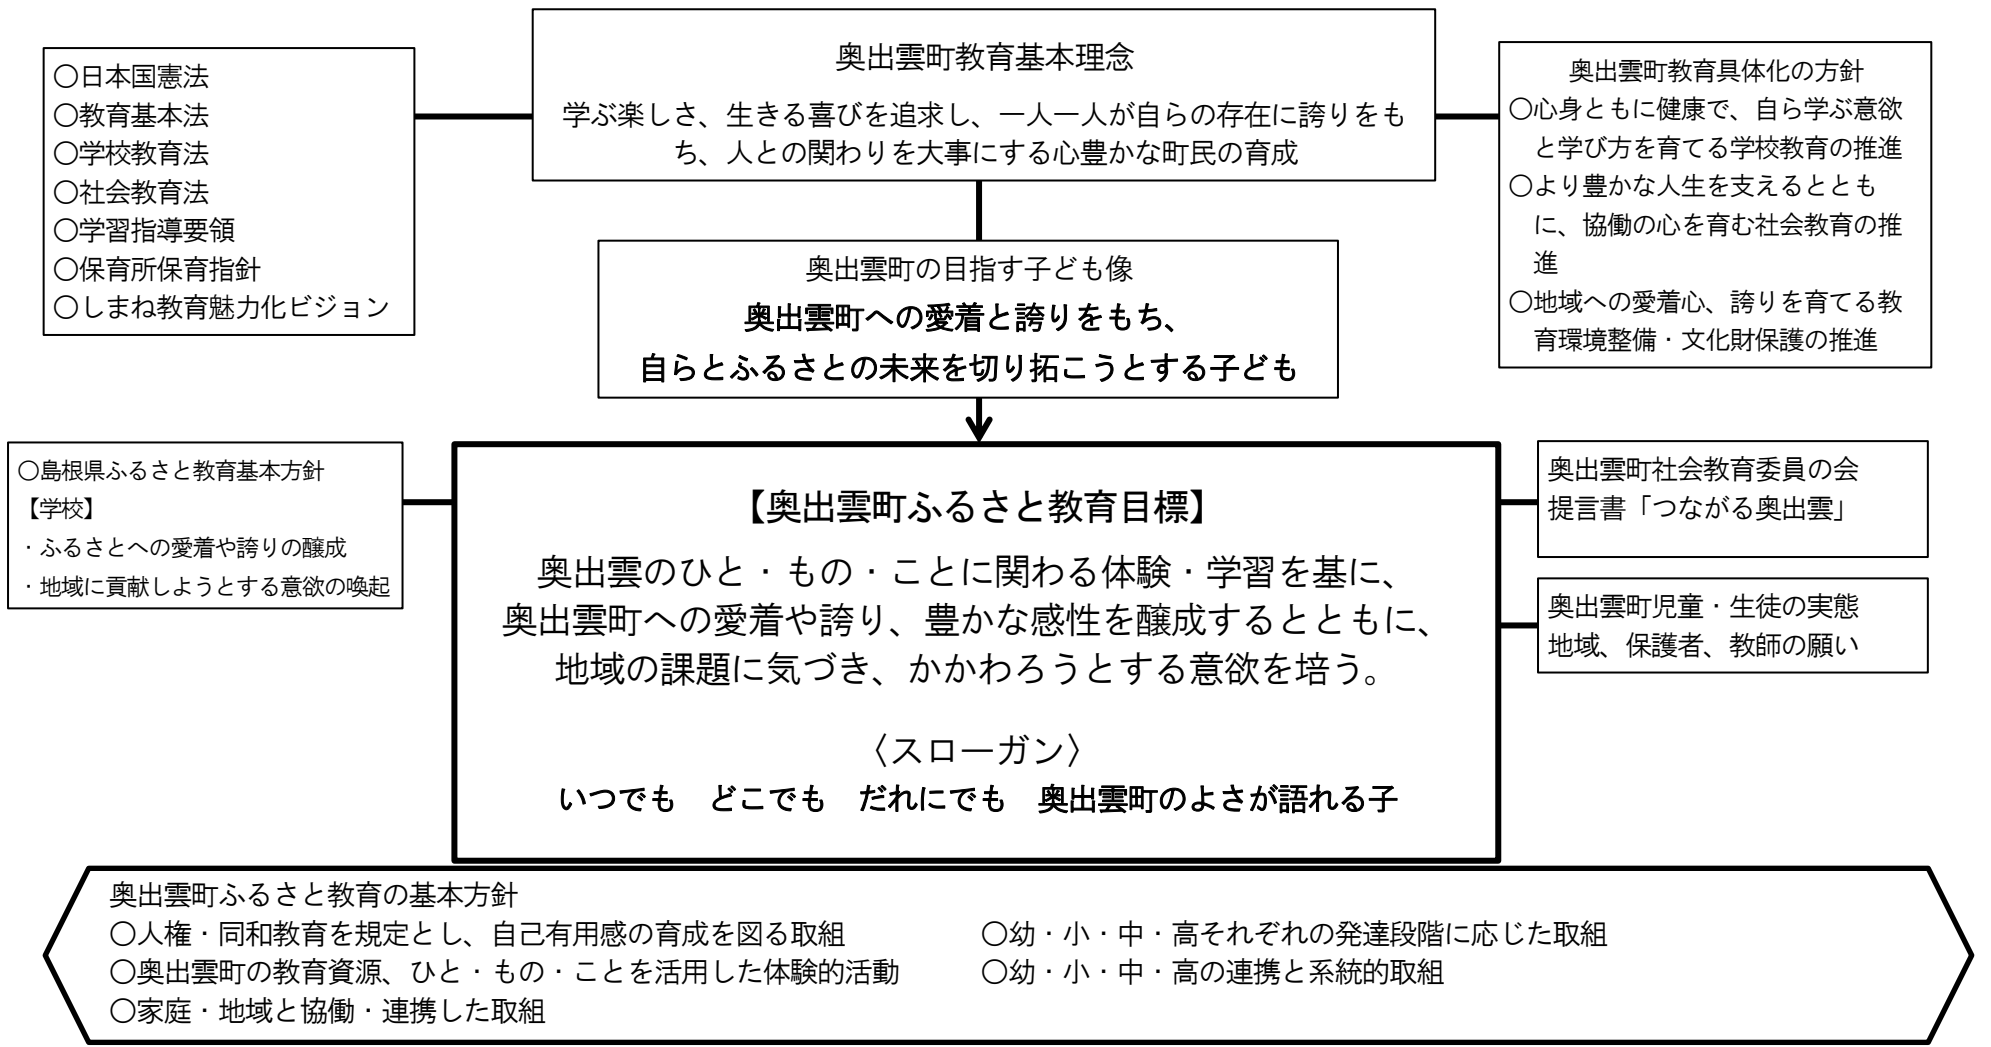 〇日本国憲法
〇教育基本法
〇学校教育法
〇社会教育法
〇学習指導要領
〇保育所保育指針
〇しまね教育魅力化ビジョン
奥出雲町教育基本理念
学ぶ楽しさ、生きる喜びを追求し、一人一人が自らの存在に誇りをも
ち、人との関わりを大事にする心豊かな町民の育成
奥出雲町教育具体化の方針
〇心身ともに健康で、自ら学ぶ意欲
と学び方を育てる学校教育の推進
〇より豊かな人生を支えるととも
に、協働の心を育む社会教育の推
進
〇地域への愛着心、誇りを育てる教
育環境整備・文化財保護の推進
奥出雲町の目指す子ども像
奥出雲町への愛着と誇りをもち、
自らとふるさとの未来を切り拓こうとする子ども
〇島根県ふるさと教育基本方針
【学校】
・ふるさとへの愛着や誇りの醸成
・地域に貢献しようとする意欲の喚起
【奥出雲町ふるさと教育目標】
奥出雲のひと・もの・ことに関わる体験・学習を基に、
奥出雲町への愛着や誇り、豊かな感性を醸成するとともに、
地域の課題に気づき、かかわろうとする意欲を培う。
〈スローガン〉
いつでも　どこでも　だれにでも　奥出雲町のよさが語れる子
奥出雲町社会教育委員の会
提言書「つながる奥出雲」
奥出雲町児童・生徒の実態
地域、保護者、教師の願い
奥出雲町ふるさと教育の基本方針
〇人権・同和教育を規定とし、自己有用感の育成を図る取組
〇奥出雲町の教育資源、ひと・もの・ことを活用した体験的活動
〇家庭・地域と協働・連携した取組
〇幼・小・中・高それぞれの発達段階に応じた取組
〇幼・小・中・高の連携と系統的取組